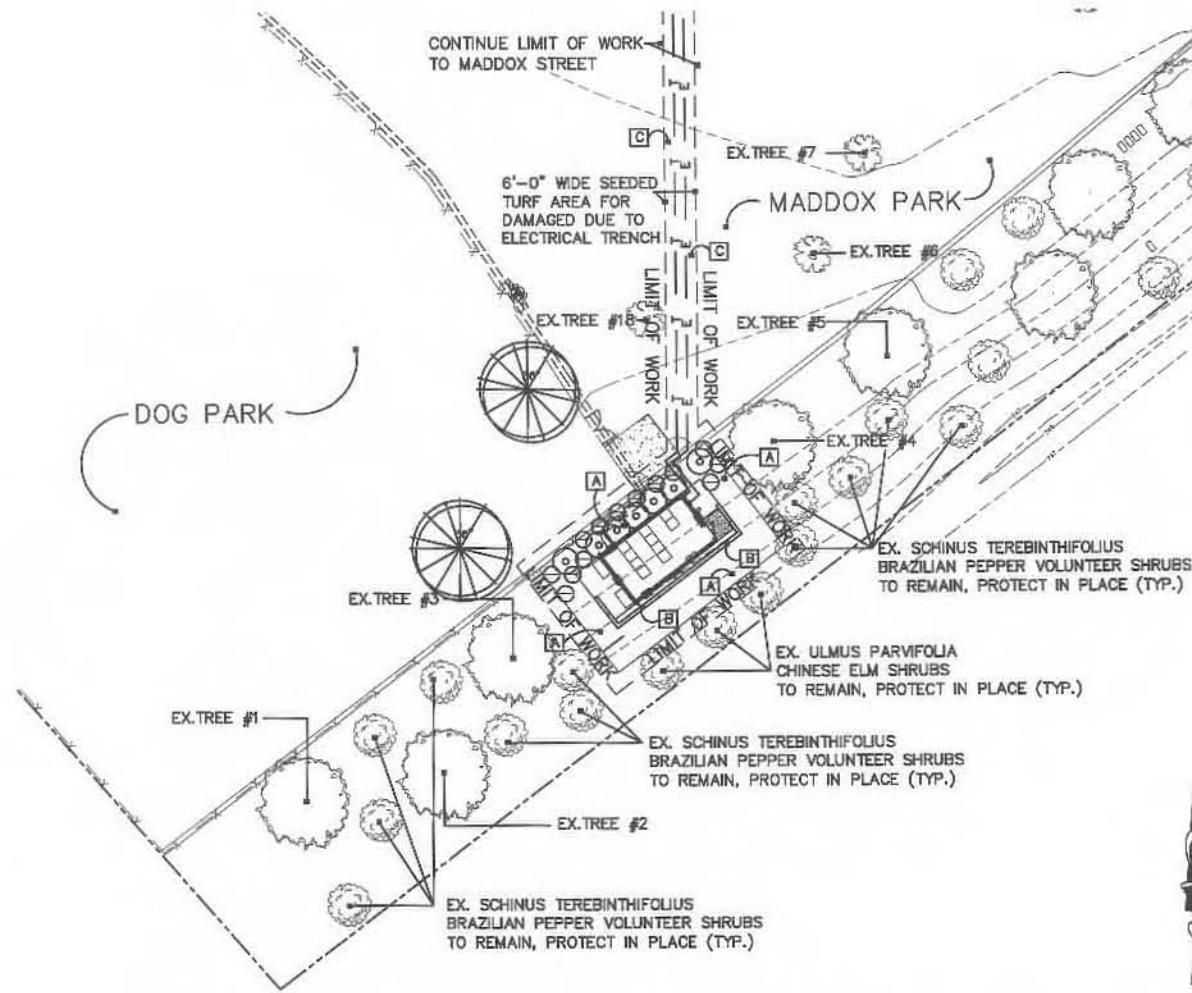 CONTINUE LIMIT OF WORK
TO MADDOX STREET
E
E
C
EX.TREE #7
6'-0" WIDE SEEDED
TURF AREA FOR
DAMAGED DUE TO
ELECTRICAL TRENCH
E
MADDOX PARK
E
C
EX.TREE #6
LIMIT OF WORK
LIMIT OF WORK
E
EX.TREE #18
E
EX.TREE #5
DOG PARK
E
EX.TREE #4
A
A
LIMIT OF WORK
EX. SCHINUS TEREBINTHIFOLIUS
BRAZILIAN PEPPER VOLUNTEER SHRUBS
TO REMAIN, PROTECT IN PLACE (TYP.)
B
A
EX.TREE #3
LIMIT OF WORK
B
LIMIT OF WORK
A
EX. ULMUS PARVIFOLIA
CHINESE ELM SHRUBS
TO REMAIN, PROTECT IN PLACE (TYP.)
EX.TREE #1
EX. SCHINUS TEREBINTHIFOLIUS
BRAZILIAN PEPPER VOLUNTEER SHRUBS
TO REMAIN, PROTECT IN PLACE (TYP.)
EX.TREE #2
EX. SCHINUS TEREBINTHIFOLIUS
BRAZILIAN PEPPER VOLUNTEER SHRUBS
TO REMAIN, PROTECT IN PLACE (TYP.)